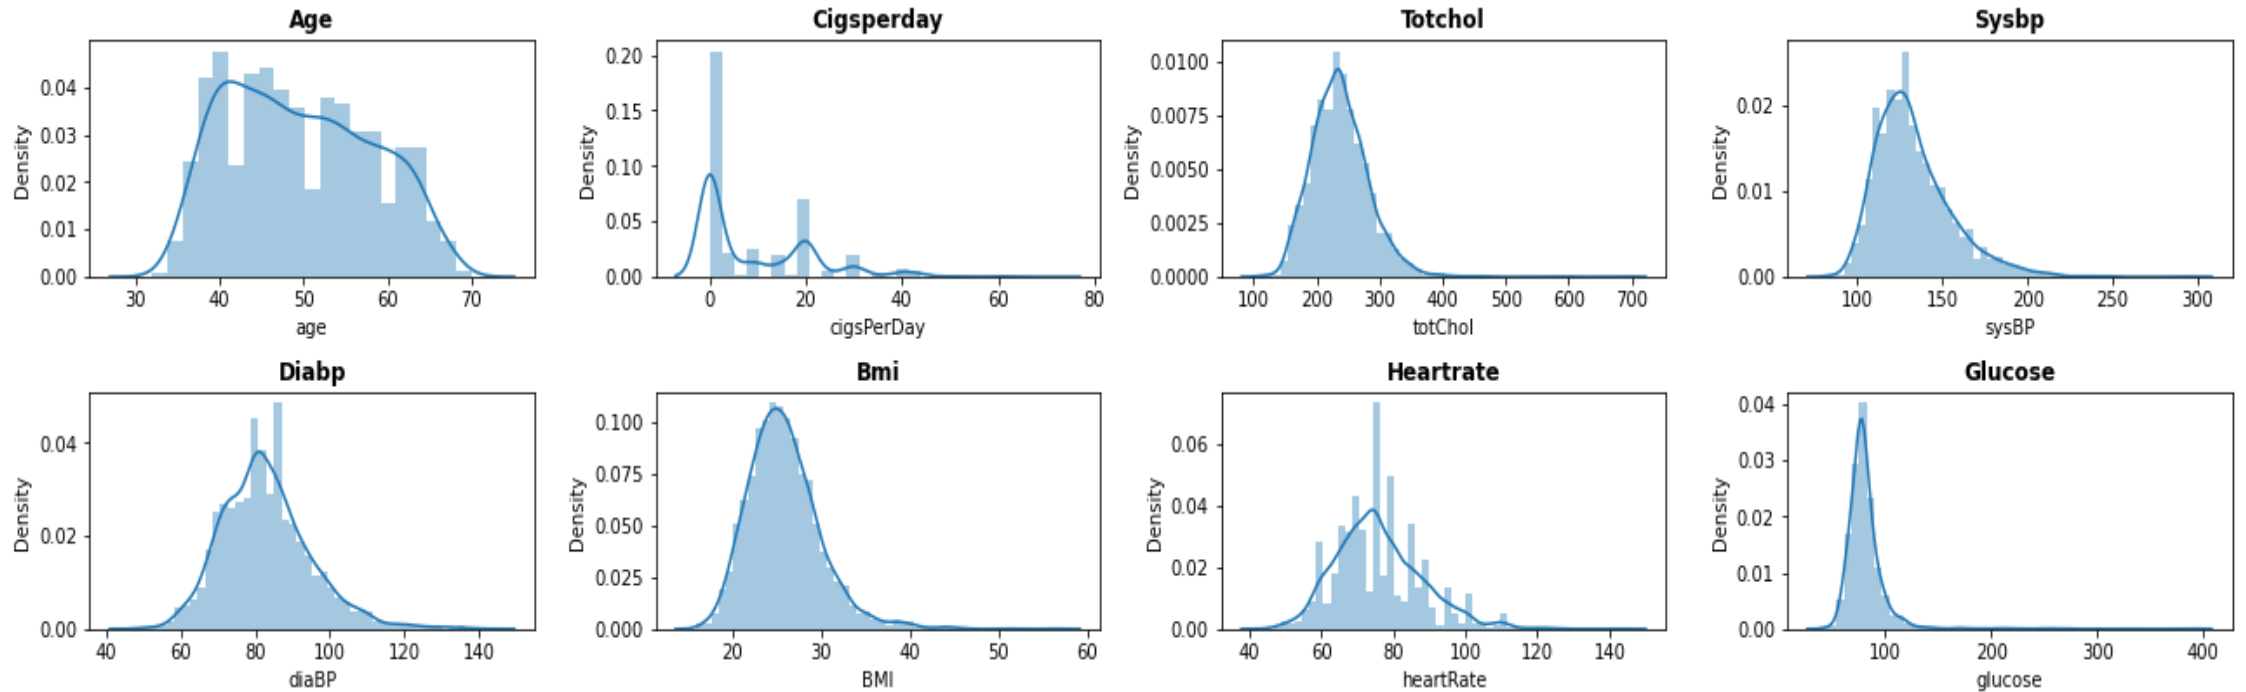 Age
Density
0.04
0.03
0.02
0.01
0.00
30 40 50 60 70
age
Cigsperday
Density
0.20
0.15
0.10
0.05
0.00
0 20 40 60 80
cigsPerDay
Totchol
Density
0.0100
0.0075
0.0050
0.0025
0.0000
100 200 300 400 500 600 700
totChol
Sysbp
Density
0.02
0.01
0.00
100 150 200 250 300
sysBP
Diabp
Density
0.04
0.02
0.00
40 60 80 100 120 140
diaBP
Bmi
Density
0.100
0.075
0.050
0.025
0.000
20 30 40 50 60
BMI
Heartrate
Density
0.06
0.04
0.02
0.00
40 60 80 100 120 140
heartRate
Glucose
Density
0.04
0.03
0.02
0.01
0.00
100 200 300 400
glucose